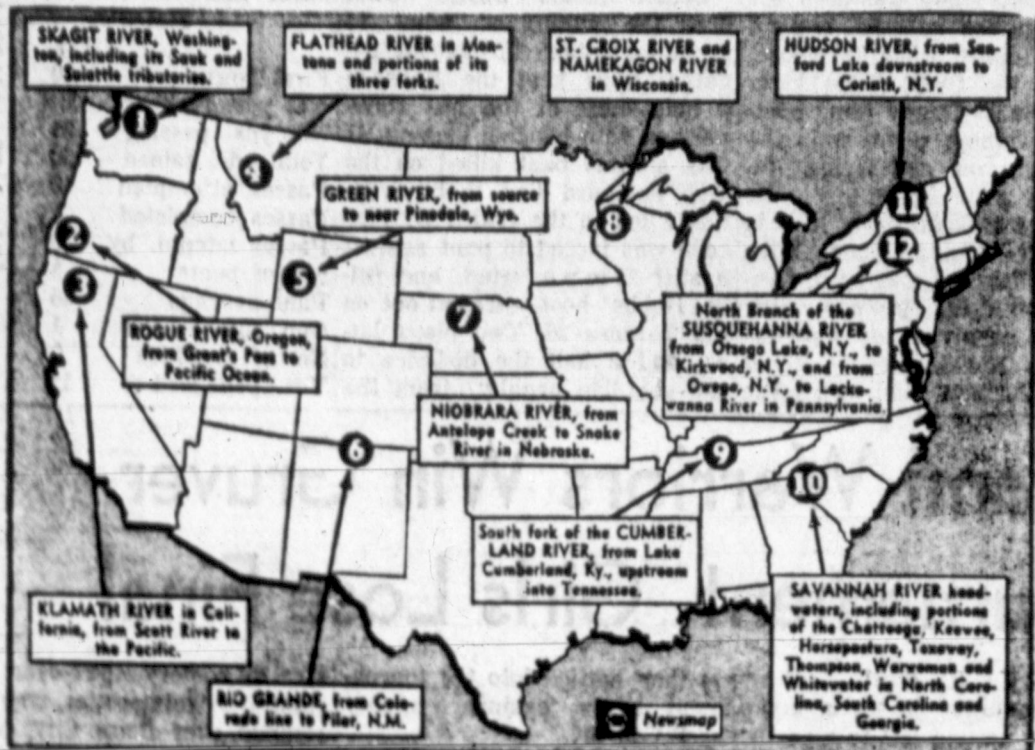 SKAGIT RIVER, Washing-
ton, including its Sauk and
Suiattle tributaries.
FLATHEAD RIVER in Mon-
tana and portions of its
three forks.
ST. CROIX RIVER and
NAMEKAGON RIVER
in Wisconsin.
HUDSON RIVER, from San-
ford Lake downstream to
Corinth, N.Y.
1
4
GREEN RIVER, from source
to near Pinedale, Wyo.
8
11
2
12
3
5
7
ROGUE RIVER, Oregon,
from Grant's Pass to
Pacific Ocean.
North Branch of the
SUSQUEHANNA RIVER
from Otsego Lake, N.Y., to
Kirkwood, N.Y., and from
Owego, N.Y., to Lacka-
wanna River in Pennsylvania.
NIOBRARA RIVER, from
Antelope Creek to Snake
River in Nebraska.
6
9
10
South fork of the CUMBER-
LAND RIVER, from Lake
Cumberland, Ky., upstream
into Tennessee.
KLAMATH RIVER in Cali-
fornia, from Scott River to
the Pacific.
SAVANNAH RIVER head-
waters, including portions
of the Chattooga, Keowee,
Horsepasture, Toxaway,
Thompson, Warwoman and
Whitewater in North Caro-
lina, South Carolina and
Georgia.
RIO GRANDE, from Colo-
rado line to Pilar, N.M.
Newsmap